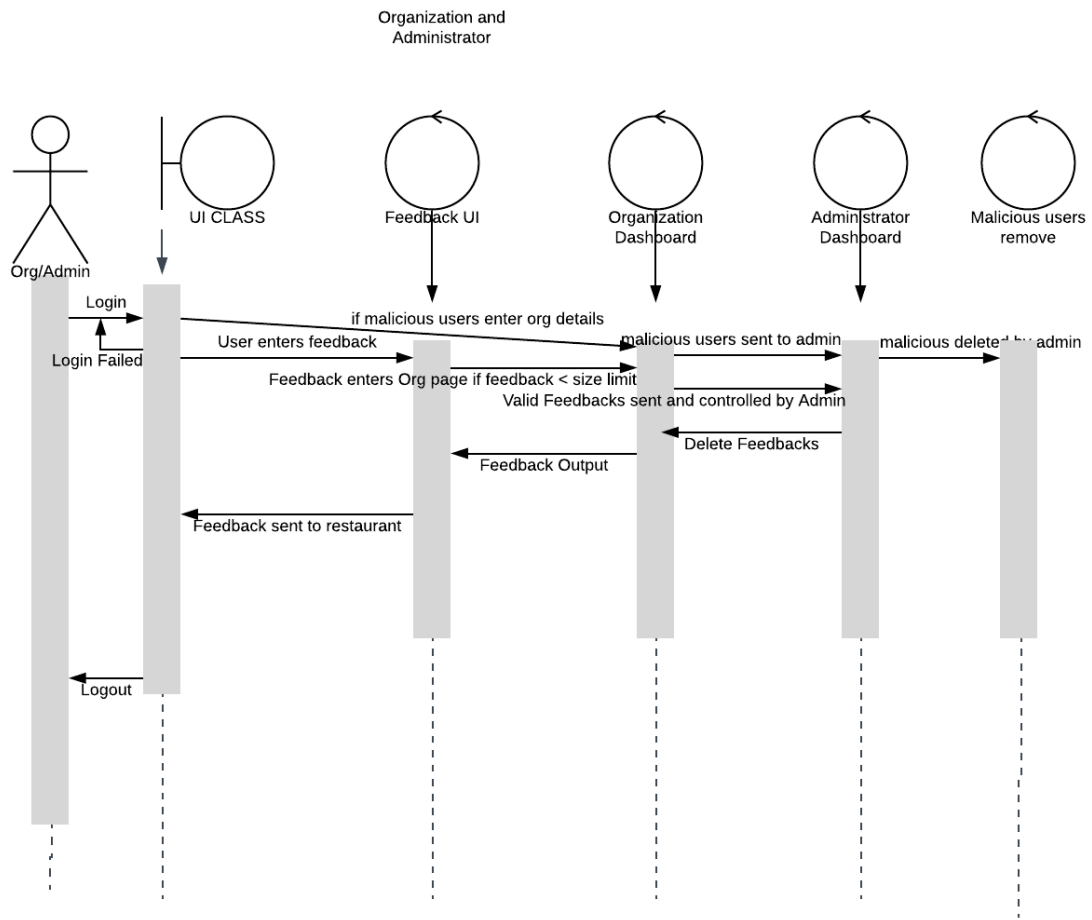 Organization and
Administrator
UI CLASS
Feedback UI
Organization
Dashboard
Administrator
Dashboard
Malicious users
remove
Org/Admin
Login
if malicious users enter org details
User enters feedback
malicious users sent to admin
malicious deleted by admin
Login Failed
Feedback enters Org page if feedback < size limit
Valid Feedbacks sent and controlled by Admin
Delete Feedbacks
Feedback Output
Feedback sent to restaurant
Logout